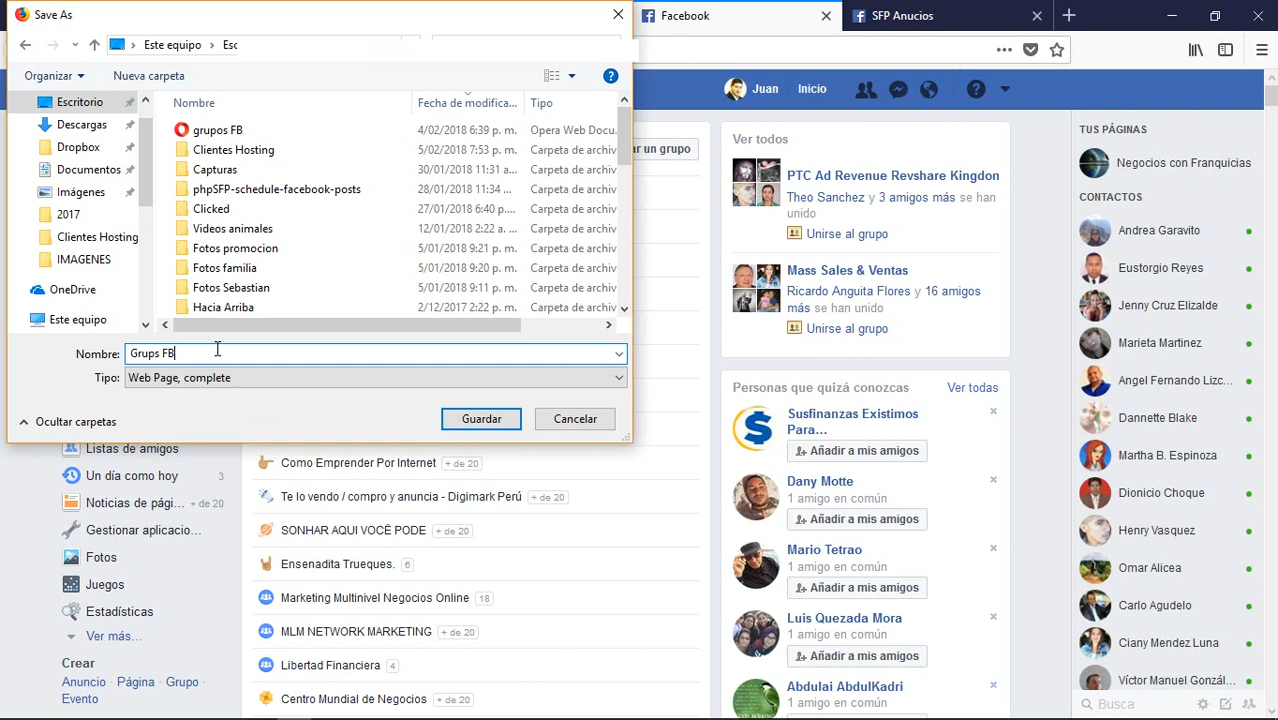 Save As
Facebook
SFP Anucios
Este equipo
Esc
Organizar
Nueva carpeta
Juan
Inicio
Escritorio
Descargas
DropBox
Documentos
Imágenes
2017
Clientes Hosting
IMAGENES
OneDrive
Este equipo
Nombre
Fecha de modifica...
Tipo
grupos FB
4/02/2018 6:39 p. m.
Opera Web Docu.
Clientes Hosting
5/02/2018 7:53 p. m.
Carpeta de archiv
Capturas
30/01/2018 11:31 a...
Carpeta de archiv
phpSFP-schedule-facebook-posts
28/01/2018 11:34 ...
Carpeta de archiv
Clicked
27/01/2018 6:40 p....
Carpeta de archiv
Videos animales
12/01/2018 2:22 a. m.
Carpeta de archiv
Fotos promocion
5/01/2018 9:21 p. m.
Carpeta de archiv
Fotos familia
5/01/2018 9:20 p. m.
Carpeta de archiv
Fotos Sebastian
5/01/2018 9:11 p. m.
Carpeta de archiv
Hacia Arriba
2/12/2017 2:22 p. m.
Carpeta de archiv
Nombre: Grups FB
Tipo: Web Page, complete
Ocultar carpetas
Guardar
Cancelar
ar un grupo
Listas de amigos
Un día como hoy 3
Noticias de pági... + de 20
Gestionar aplicacio...
Fotos
Juegos
Estadísticas
Ver más...
Crear
Anuncio · Página · Grupo ·
Evento
Como Emprender Por Internet + de 20
Te lo vendo / compro y anuncia - Digimark Perú + de 20
SONHAR AQUI VOCÊ PODE + de 20
Ensenadita Trueques. 6
Marketing Multinivel Negocios Online 18
MLM NETWORK MARKETING + de 20
Libertad Financiera 4
Centro Mundial de Negocios + de 20
Ver todos
PTC Ad Revenue Revshare Kingdon
Theo Sanchez y 3 amigos más se han
unido
Unirse al grupo
Mass Sales & Ventas
Ricardo Anguita Flores y 16 amigos
más se han unido
Unirse al grupo
Personas que quizá conozcas
Ver todas
Susfinanzas Existimos
Para...
Añadir a mis amigos
Dany Motte
1 amigo en común
Añadir a mis amigos
Mario Tetrao
1 amigo en común
Añadir a mis amigos
Luis Quezada Mora
1 amigo en común
Añadir a mis amigos
Abdulai AbdulKadri
1 amigo en común
Añadir a mis amigos
TUS PÁGINAS
Negocios con Franquicias
CONTACTOS
Andrea Garavito
Eustorgio Reyes
Jenny Cruz Elizalde
Marieta Martinez
Angel Fernando Lizc...
Dannette Blake
Martha B. Espinoza
Dionicio Choque
Henry Vasquez
Omar Alicea
Carlo Agudelo
Ciany Mendez Luna
Víctor Manuel Gonzál...
Busca